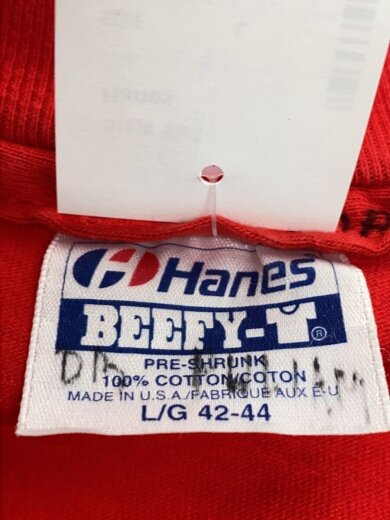 Hanes
BEEFY-T®
PRE-SHRUNK
100% COTTON/COTON
MADE IN U.S.A./FABRIQUE AUX E-U
L/G 42-44